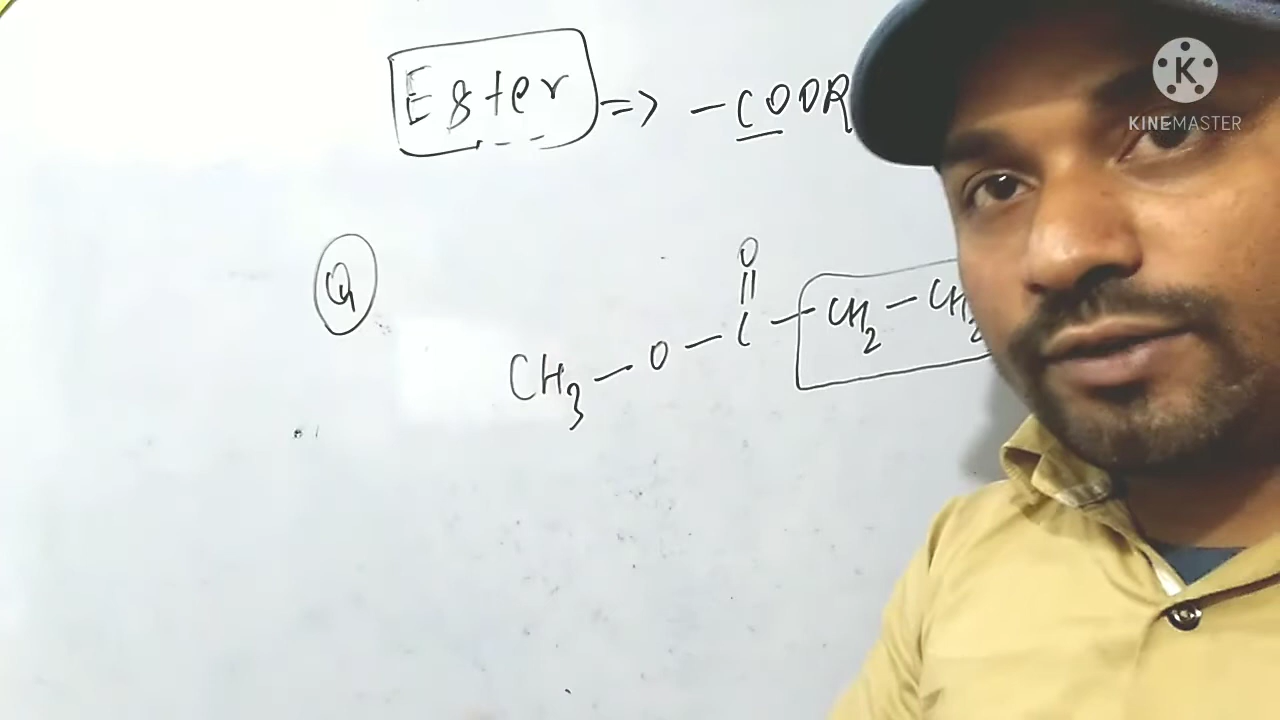 Ester => -COOR
K
KINEMASTER
Q
O
||
CH3-O-C-CH2-CH2